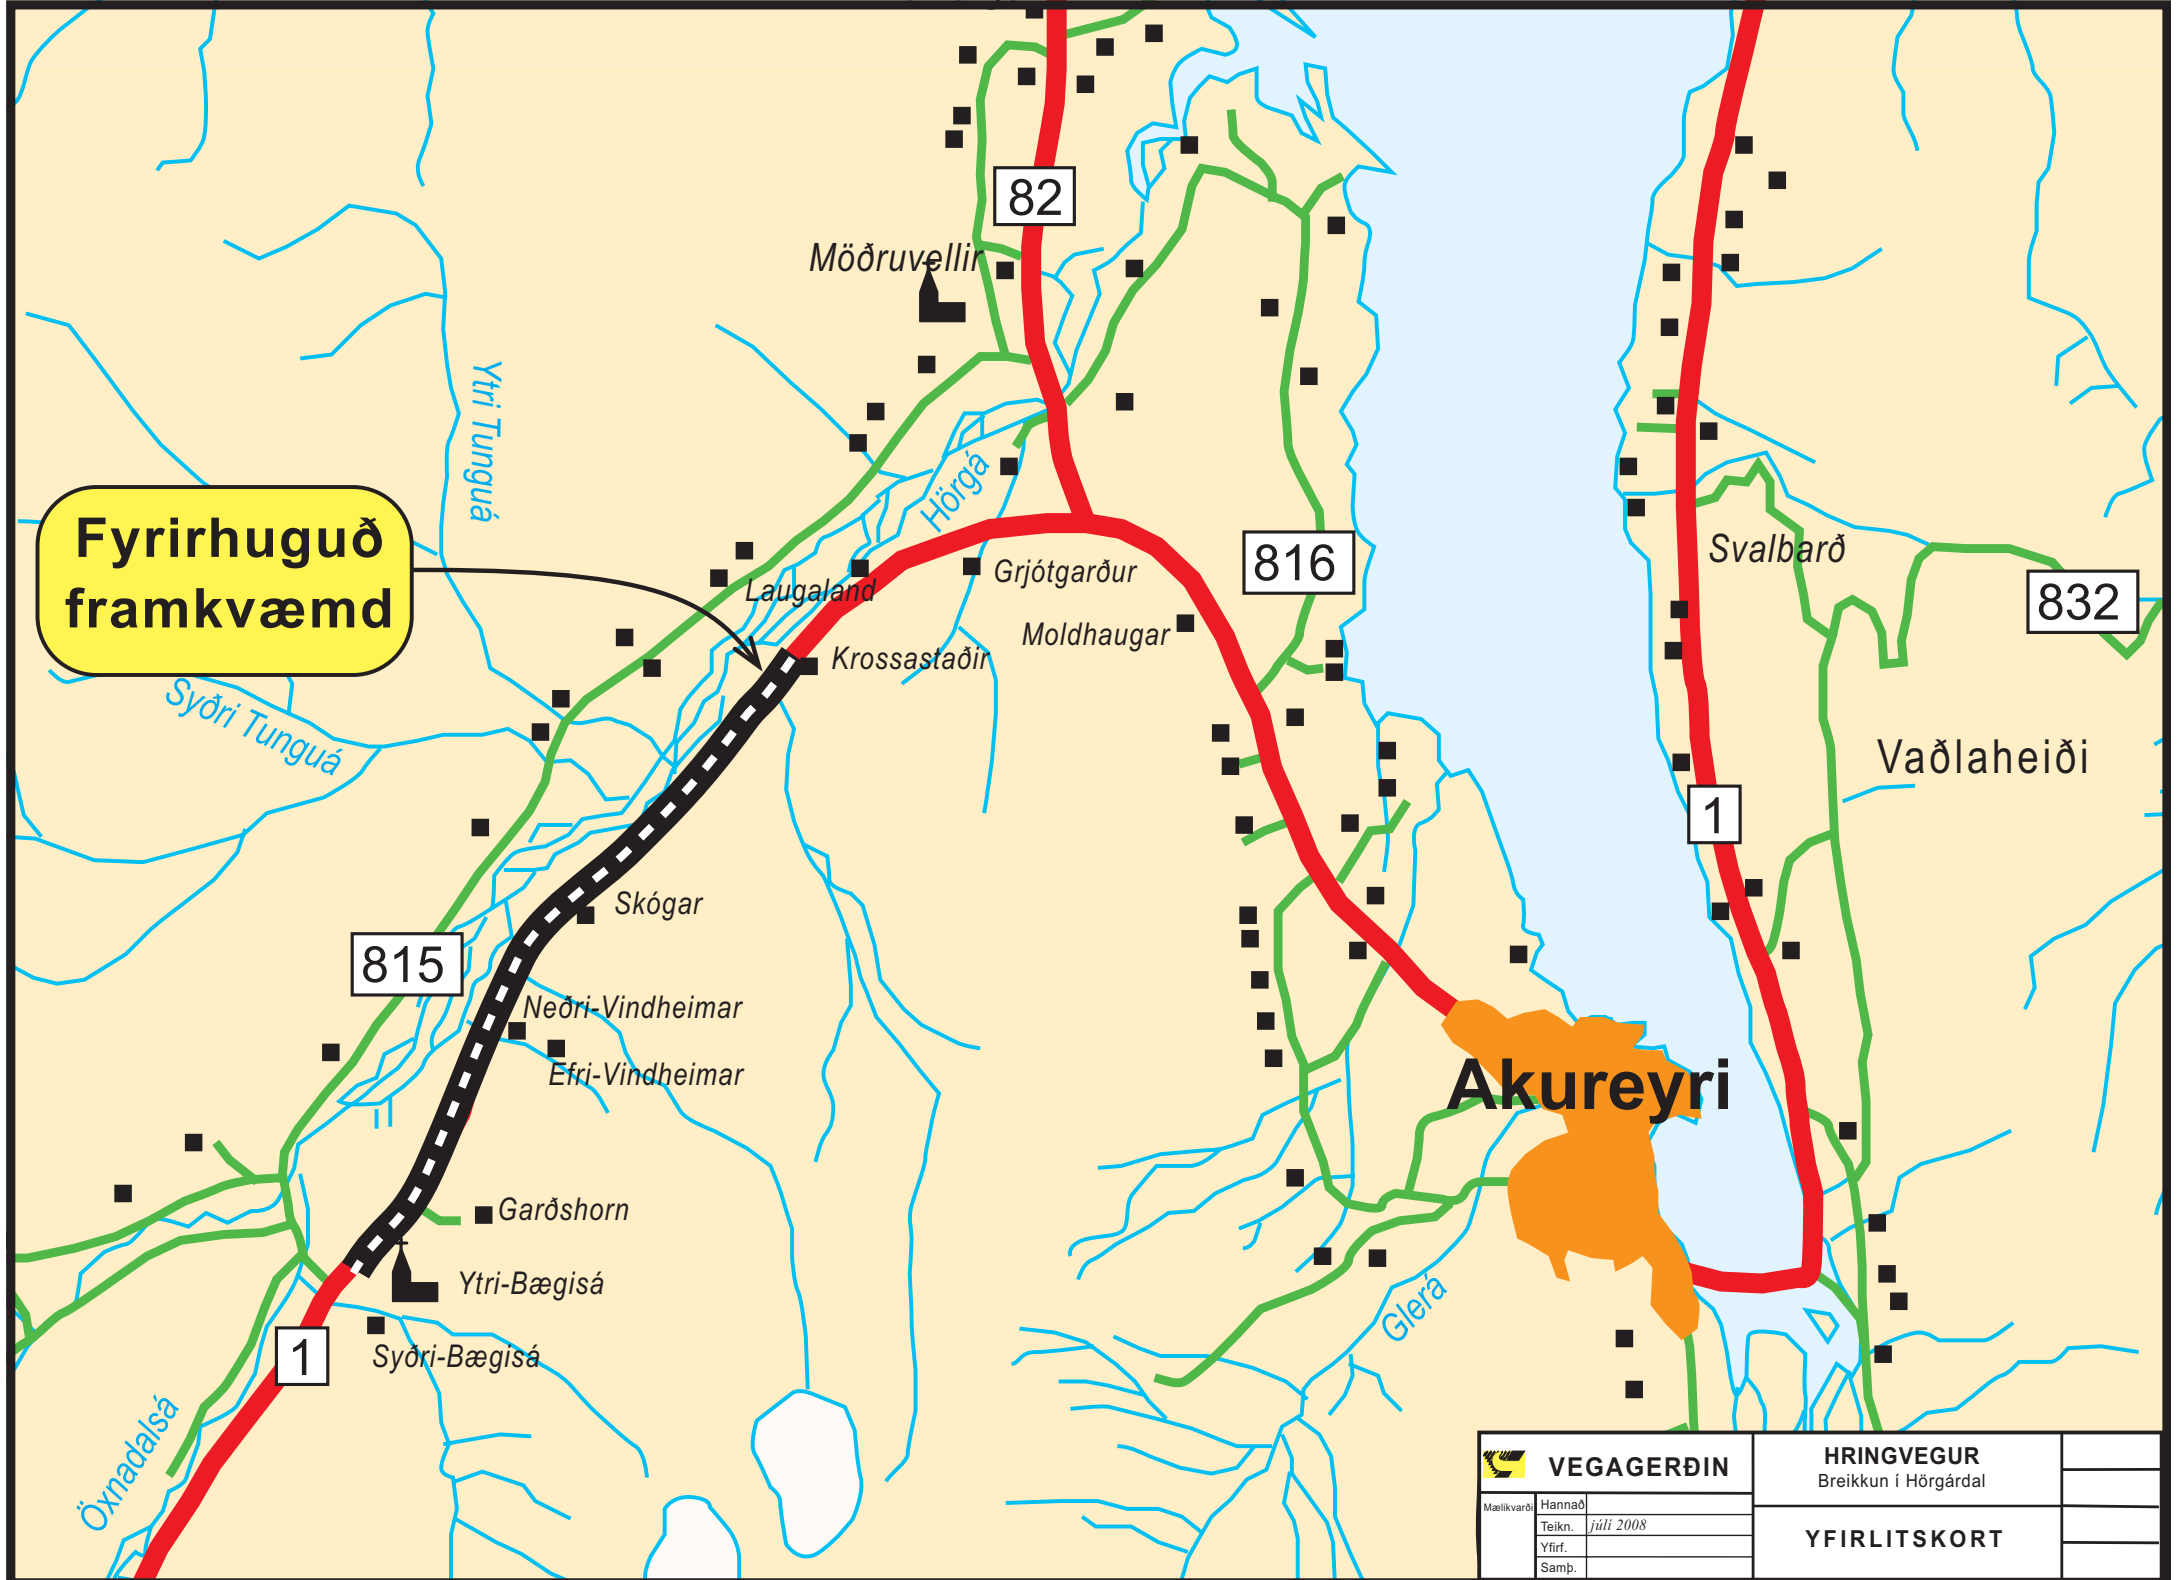 82
Möðruvellir
Ytri Tunguá
Hörgá
Fyrirhuguð
framkvæmd
Svalbarð
816
Grjótgarður
Laugaland
832
Moldhaugar
Krossastaðir
Syðri Tunguá
Vaðlaheiði
1
Skógar
815
Neðri-Vindheimar
Efri-Vindheimar
Akureyri
Garðshorn
Ytri-Bægisá
Glerá
1
Syðri-Bægisá
Öxnadalsá
VEGAGERÐIN
HRINGVEGUR
Breikkun í Hörgárdal
Mælikvarði
Hannað
Teikn. júlí 2008
Yfirf.
Samþ.
YFIRLITSKORT